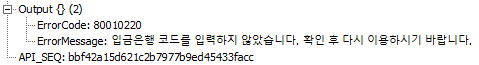 Output {} (2)
ErrorCode: 80010220
ErrorMessage: 입금은행 코드를 입력하지 않았습니다. 확인 후 다시 이용하시기 바랍니다.
API_SEQ: bbf42a15d621c2b7977b9ed45433facc